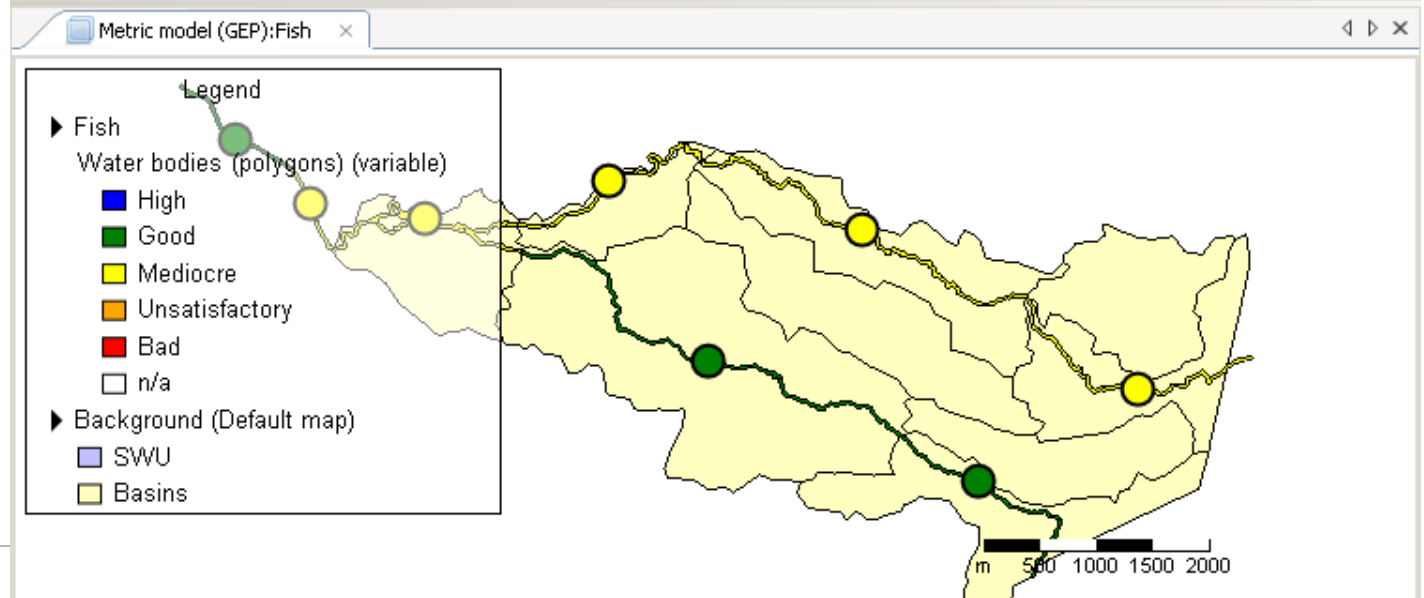 Metric model (GEP):Fish
Legend
Fish
Water bodies (polygons) (variable)
High
Good
Mediocre
Unsatisfactory
Bad
n/a
Background (Default map)
SWU
Basins
m 500 1000 1500 2000